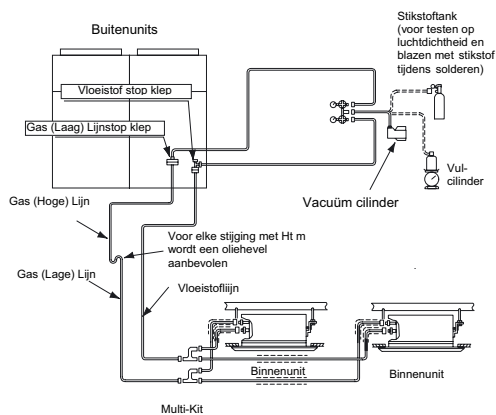 Buitenunits
Stikstoftank
(voor testen op
luchtdichtheid en
blazen met stikstof
tijdens solderen)
Vloeistof stop klep
Gas (Laag) Lijnstop klep
Vul-
cilinder
Vacuüm cilinder
Gas (Hoge) Lijn
Voor elke stijging met Ht m
wordt een oliehevel
aanbevolen
Gas (Lage) Lijn
Vloeistofliijn
Binnenunit
Binnenunit
Multi-Kit